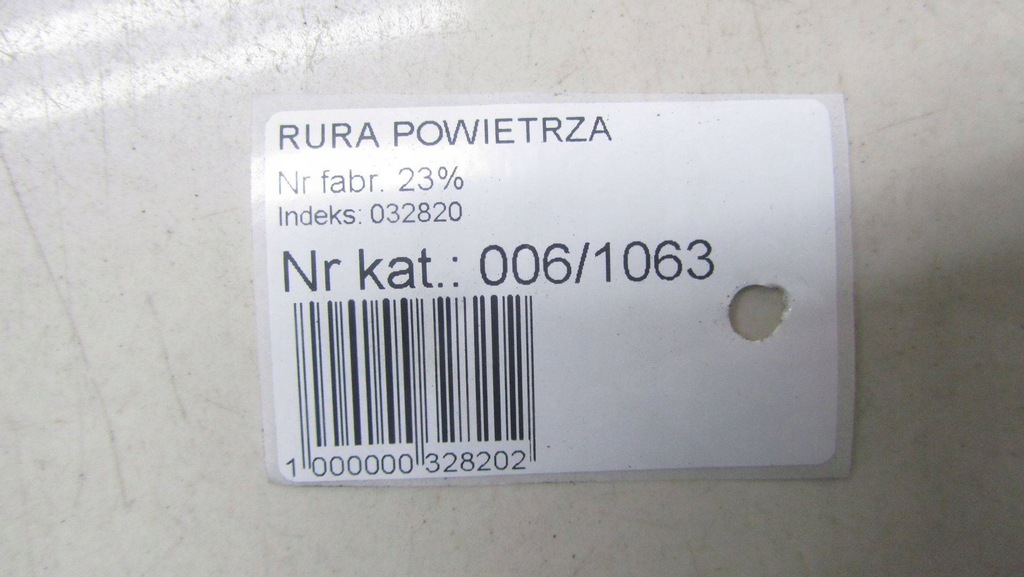 RURA POWIETRZA
Nr fabr. 23%
Indeks: 032820
Nr kat.: 006/1063
1 000000 328202